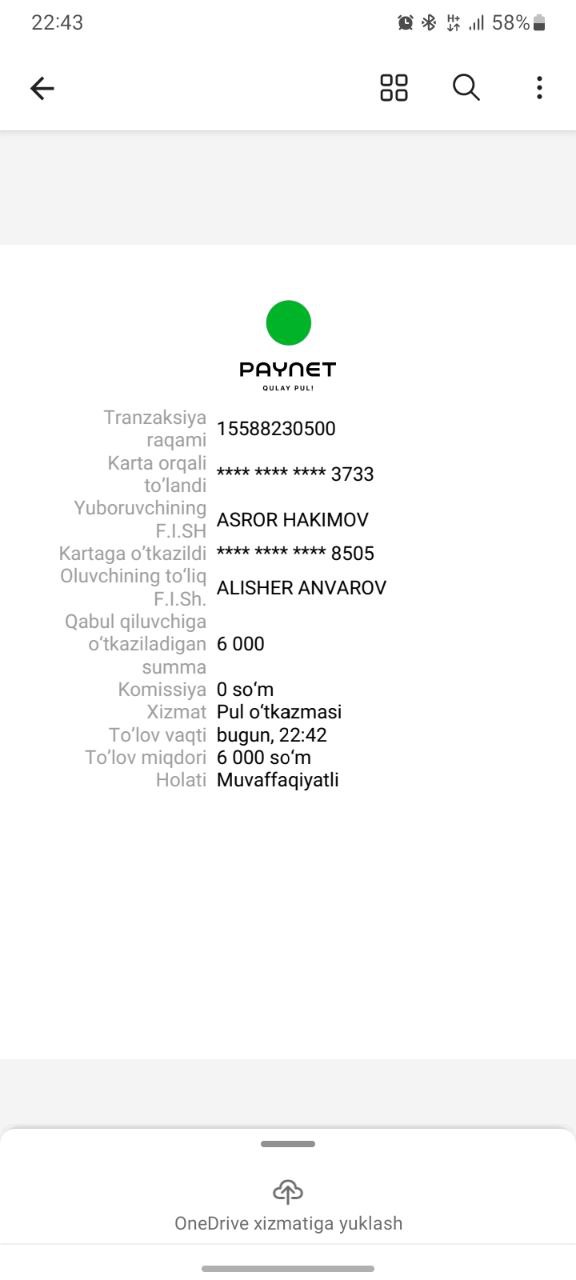 22:43
58%
PAYNET
QULAY PUL!
Tranzaksiya raqami 15588230500
Karta orqali to‘landi **** **** **** 3733
Yuboruvchining F.I.SH ASROR HAKIMOV
Kartaga o‘tkazildi **** **** **** 8505
Oluvchining to‘liq F.I.Sh. ALISHER ANVAROV
Qabul qiluvchiga o‘tkaziladigan summa 6 000
Komissiya 0 so‘m
Xizmat Pul o‘tkazmasi
To‘lov vaqti bugun, 22:42
To‘lov miqdori 6 000 so‘m
Holati Muvaffaqiyatli
OneDrive xizmatiga yuklash